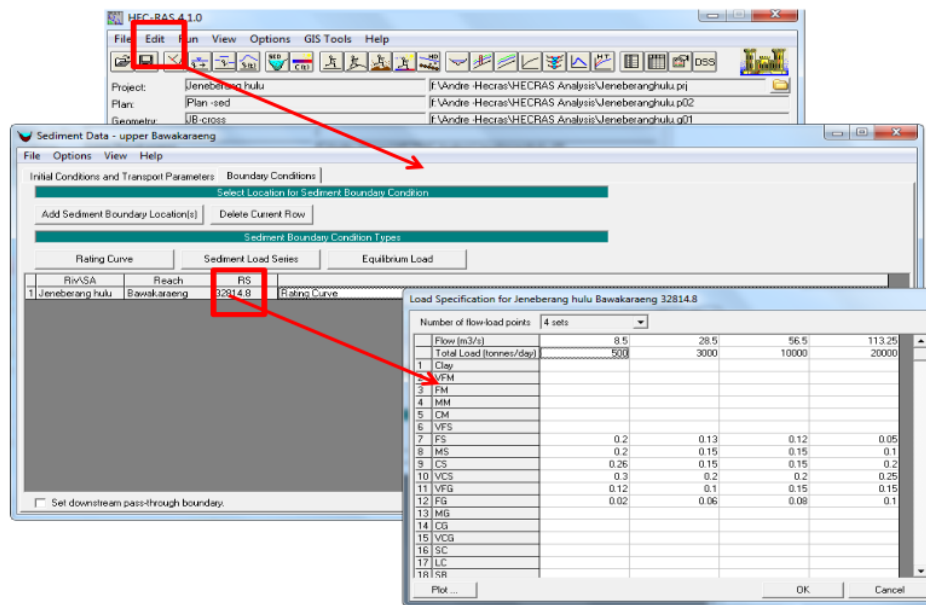 HEC-RAS 4.1.0
File Edit Run View Options GIS Tools Help
DSS
Project: Jeneberang hulu f:\Andre -Hecras\HECRAS Analysis\Jeneberanghulu.prj
Plan: Plan -sed f:\Andre -Hecras\HECRAS Analysis\Jeneberanghulu.p02
Geometry: JB-cross f:\Andre -Hecras\HECRAS Analysis\Jeneberanghulu.g01
Sediment Data - upper Bawakaraeng
File Options View Help
Initial Conditions and Transport Parameters Boundary Conditions
Select Location for Sediment Boundary Condition
Add Sediment Boundary Location(s) Delete Current Row
Sediment Boundary Condition Types
Rating Curve Sediment Load Series Equilibrium Load
Riv\SA Reach RS
1 Jeneberang hulu Bawakaraeng 32814.8 Rating Curve
Set downstream pass-through boundary.
Load Specification for Jeneberang hulu Bawakaraeng 32814.8
Number of flow-load points 4 sets
Flow (m3/s) 8.5 28.5 56.5 113.25
Total Load (tonnes/day) 500 3000 10000 20000
1 Clay
2 VFM
3 FM
4 MM
5 CM
6 VFS
7 FS 0.2 0.13 0.12 0.05
8 MS 0.2 0.15 0.15 0.1
9 CS 0.26 0.15 0.15 0.2
10 VCS 0.3 0.2 0.2 0.25
11 VFG 0.12 0.1 0.15 0.15
12 FG 0.02 0.06 0.08 0.1
13 MG
14 CG
15 VCG
16 SC
17 LC
18 SB
Plot ... OK Cancel